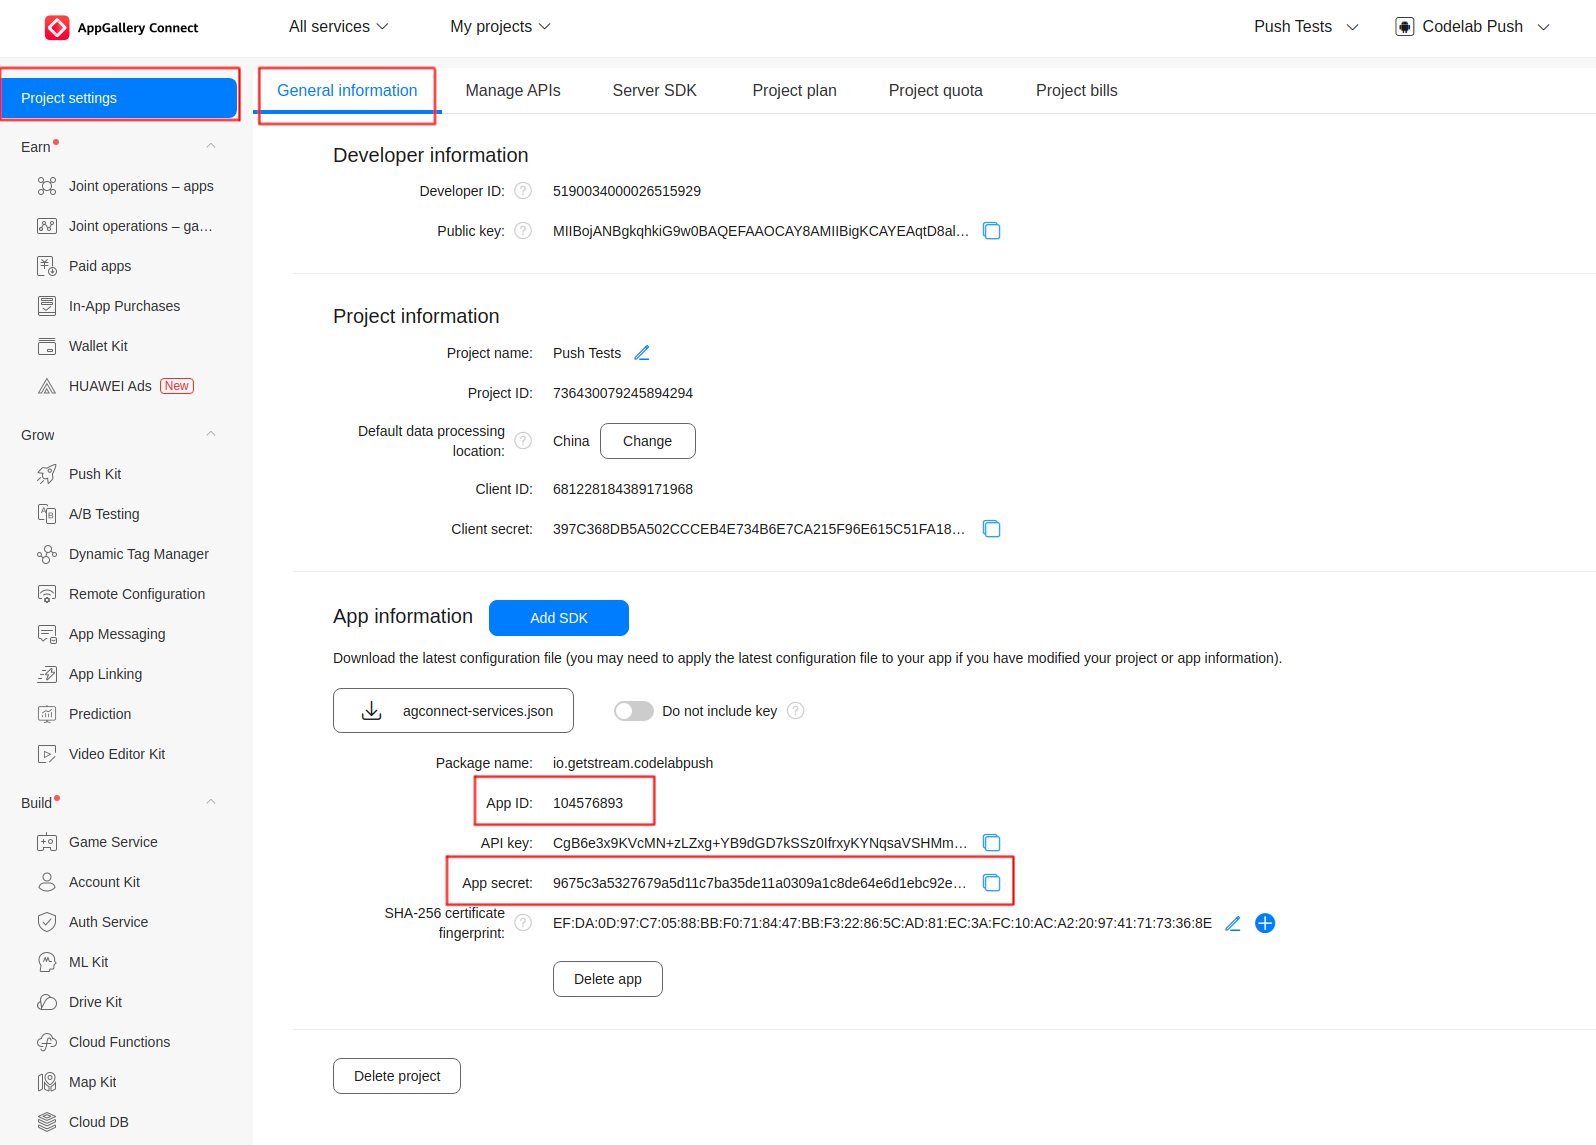 AppGallery Connect
All services
My projects
Push Tests
Codelab Push
Project settings
Earn
Joint operations – apps
Joint operations – ga...
Paid apps
In-App Purchases
Wallet Kit
HUAWEI Ads New
Grow
Push Kit
A/B Testing
Dynamic Tag Manager
Remote Configuration
App Messaging
App Linking
Prediction
Video Editor Kit
Build
Game Service
Account Kit
Auth Service
ML Kit
Drive Kit
Cloud Functions
Map Kit
Cloud DB
General information
Manage APIs
Server SDK
Project plan
Project quota
Project bills
Developer information
Developer ID: ? 5190034000026515929
Public key: ? MIIBojANBgkqhkiG9w0BAQEFAAOCAY8AMIIBigKCAYEAqtD8al...
Project information
Project name: Push Tests
Project ID: 736430079245894294
Default data processing
location: ? China Change
Client ID: 681228184389171968
Client secret: 397C368DB5A502CCCEB4E734B6E7CA215F96E615C51FA18...
App information Add SDK
Download the latest configuration file (you may need to apply the latest configuration file to your app if you have modified your project or app information).
agconnect-services.json Do not include key ?
Package name: io.getstream.codelabpush
App ID: 104576893
API key: CgB6e3x9KVcMN+zLZxg+YB9dGD7kSSz0IfrxyKYNqsaVSHMm...
App secret: 9675c3a5327679a5d11c7ba35de11a0309a1c8de64e6d1ebc92e...
SHA-256 certificate
fingerprint: ? EF:DA:0D:97:C7:05:88:BB:F0:71:84:47:BB:F3:22:86:5C:AD:81:EC:3A:FC:10:AC:A2:20:97:41:71:73:36:8E
Delete app
Delete project